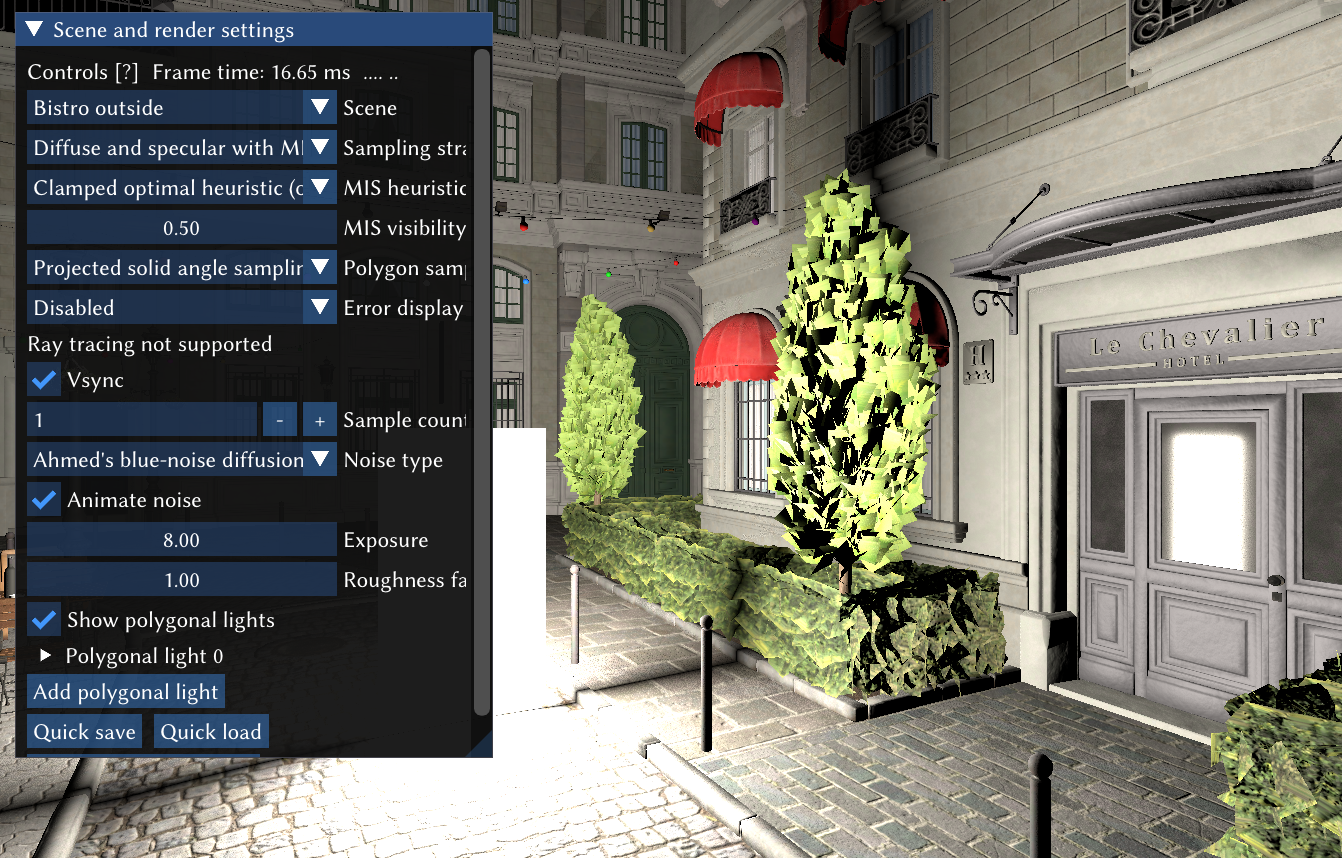 Scene and render settings
Controls [?] Frame time: 16.65 ms .... ..
Bistro outside Scene
Diffuse and specular with MI Sampling stra
Clamped optimal heuristic (o MIS heuristic
0.50 MIS visibility
Projected solid angle samplin Polygon sam
Disabled Error display
Ray tracing not supported
Vsync
1 - + Sample count
Ahmed's blue-noise diffusion Noise type
Animate noise
8.00 Exposure
1.00 Roughness fa
Show polygonal lights
Polygonal light 0
Add polygonal light
Quick save Quick load
H
Le Chevalier
HOTEL